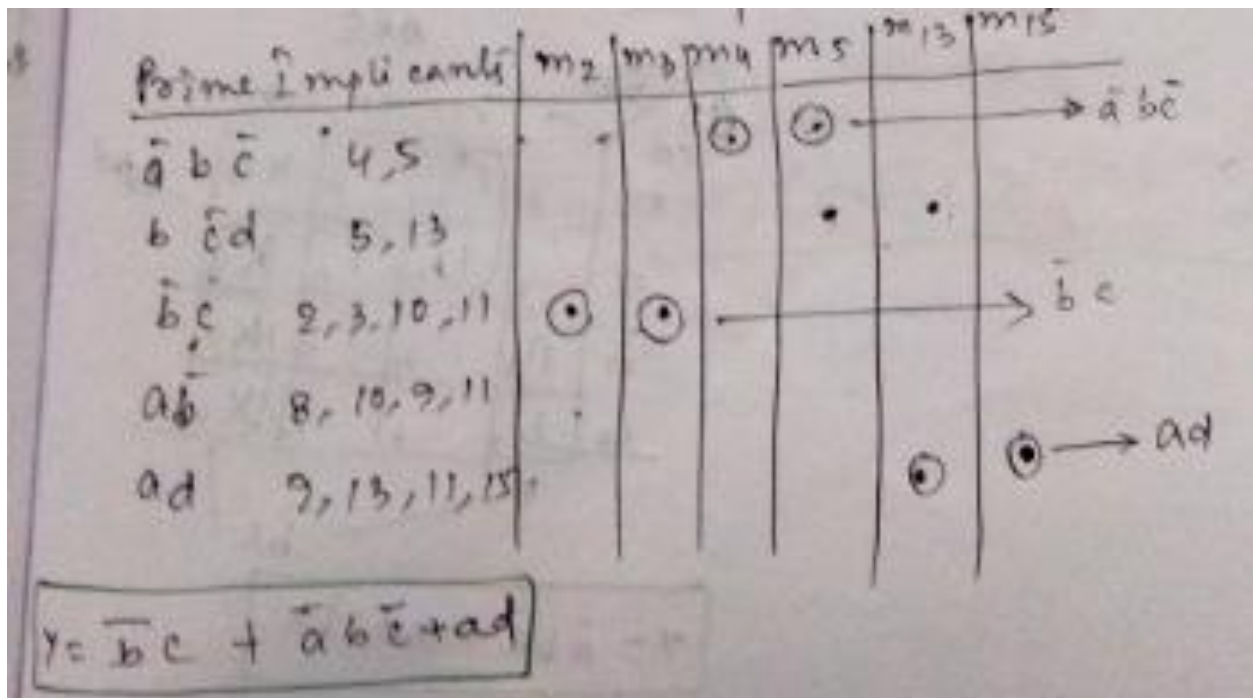 Prime Implicants m2 m3 m4 m5 m13 m15
ā b c̄ 4,5 → ā b c̄
b c̄ d 5,13
b̄ c 2,3,10,11 → b̄ c
a b̄ 8,10,9,11
ad 9,13,11,15 → ad
Y = b̄ c + ā b c̄ + ad